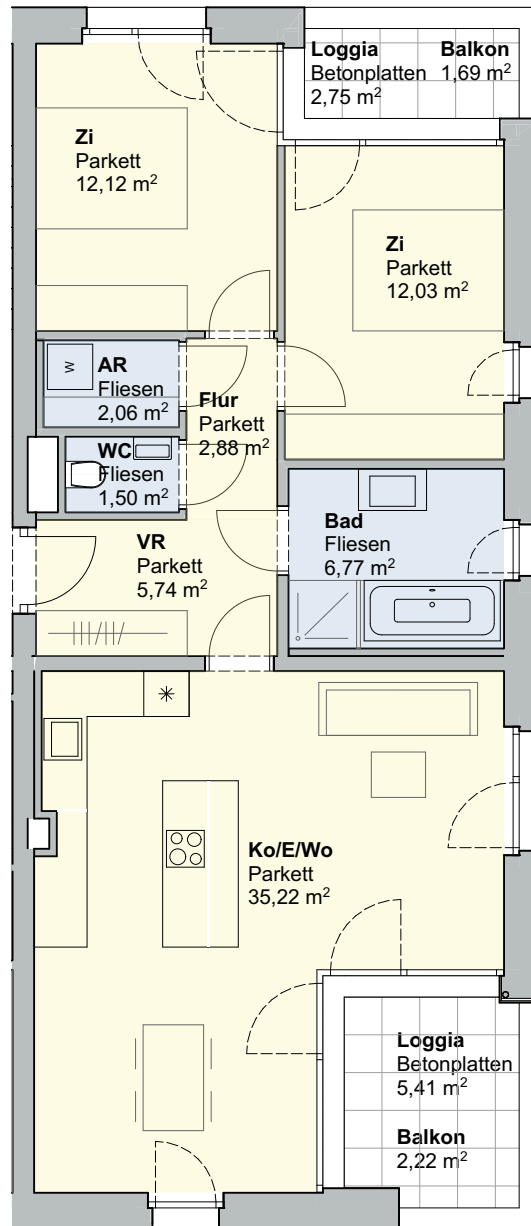 Loggia
Betonplatten
2,75 m²
Balkon
1,69 m²
Zi
Parkett
12,12 m²
Zi
Parkett
12,03 m²
W
AR
Fliesen
2,06 m²
Flur
Parkett
2,88 m²
WC
Fliesen
1,50 m²
VR
Parkett
5,74 m²
Bad
Fliesen
6,77 m²
Ko/E/Wo
Parkett
35,22 m²
Loggia
Betonplatten
5,41 m²
Balkon
2,22 m²